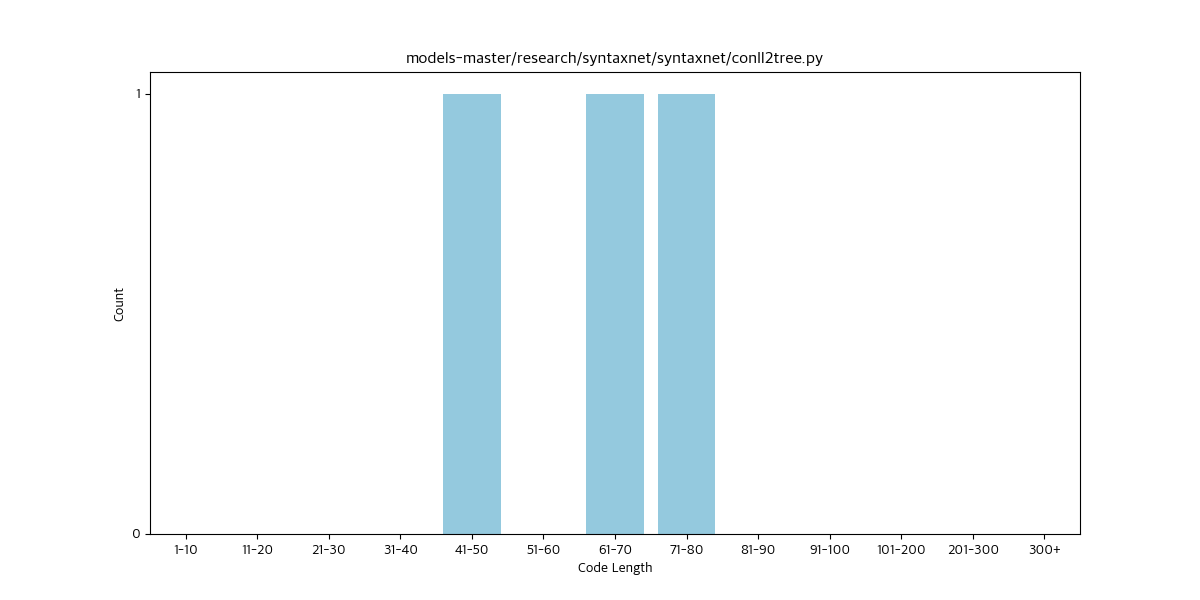 models-master/research/syntaxnet/syntaxnet/conll2tree.py
1
Count
0
1-10 11-20 21-30 31-40 41-50 51-60 61-70 71-80 81-90 91-100 101-200 201-300 300+
Code Length